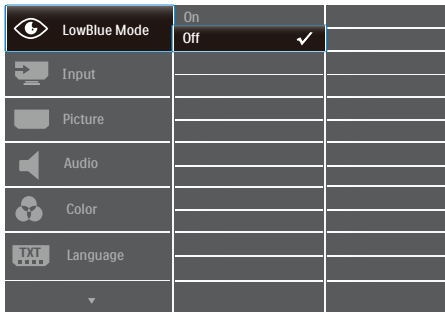 LowBlue Mode
On
Off
Input
Picture
Audio
Color
TXT
Language